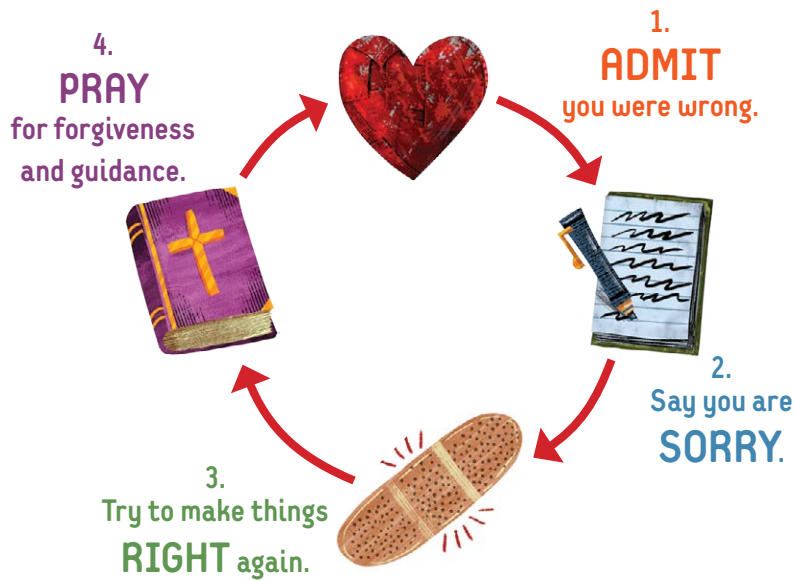 1.
ADMIT
you were wrong.
2.
Say you are
SORRY.
3.
Try to make things
RIGHT again.
4.
PRAY
for forgiveness
and guidance.